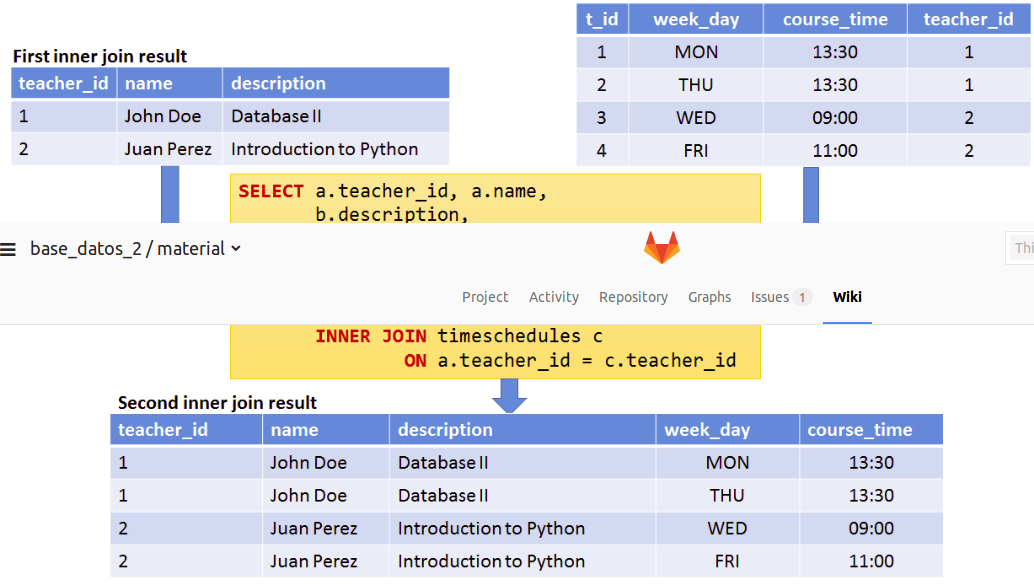 t_id week_day course_time teacher_id
First inner join result
1 MON 13:30 1
teacher_id name description
2 THU 13:30 1
1 John Doe Database II
3 WED 09:00 2
2 Juan Perez Introduction to Python
4 FRI 11:00 2
SELECT a.teacher_id, a.name,
b.description,
base_datos_2 / material
Thi
Project Activity Repository Graphs Issues 1 Wiki
INNER JOIN timeschedules c
ON a.teacher_id = c.teacher_id
Second inner join result
teacher_id name description week_day course_time
1 John Doe Database II MON 13:30
1 John Doe Database II THU 13:30
2 Juan Perez Introduction to Python WED 09:00
2 Juan Perez Introduction to Python FRI 11:00